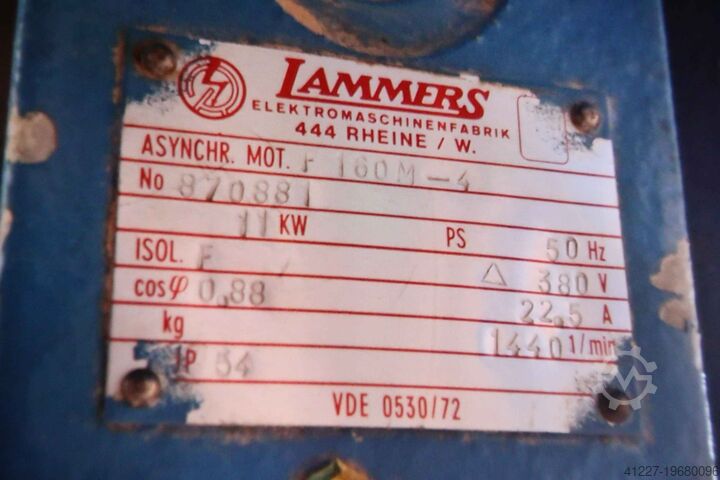 LAMMERS
ELEKTROMASCHINENFABRIK
444 RHEINE / W.
ASYNCHR. MOT. F 160M-4
No 870881
11 KW PS 50 Hz
ISOL. F △ 380 V
cosφ 0,88 22,5 A
kg 1440 1/min
IP 54
VDE 0530/72
41227-19680096